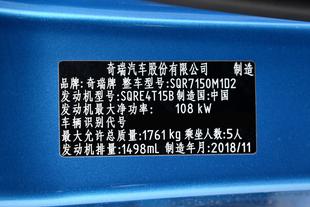 奇瑞汽车股份有限公司 制造
品牌:奇瑞牌 整车型号:SQR7150M1D2
发动机型号:SQRE4T15B 制造国:中国
发动机最大净功率: 108 kW
车辆识别代号
最大允许总质量:1761kg 乘坐人数:5人
发动机排量:1498mL 制造年月:2018/11